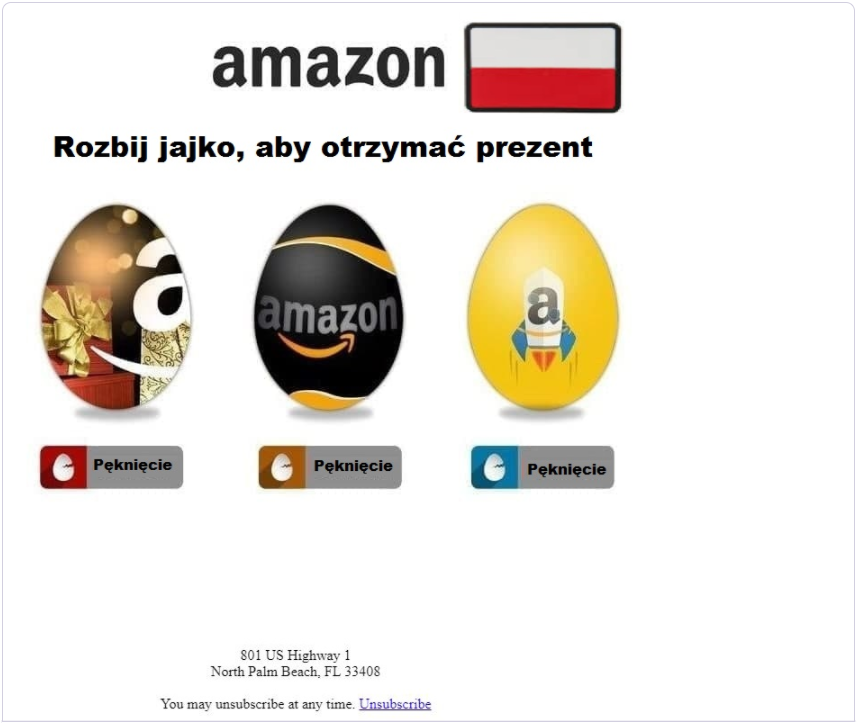 amazon
Rozbij jajko, aby otrzymać prezent
a
amazon
a
Pęknięcie
Pęknięcie
Pęknięcie
801 US Highway 1
North Palm Beach, FL 33408
You may unsubscribe at any time. Unsubscribe